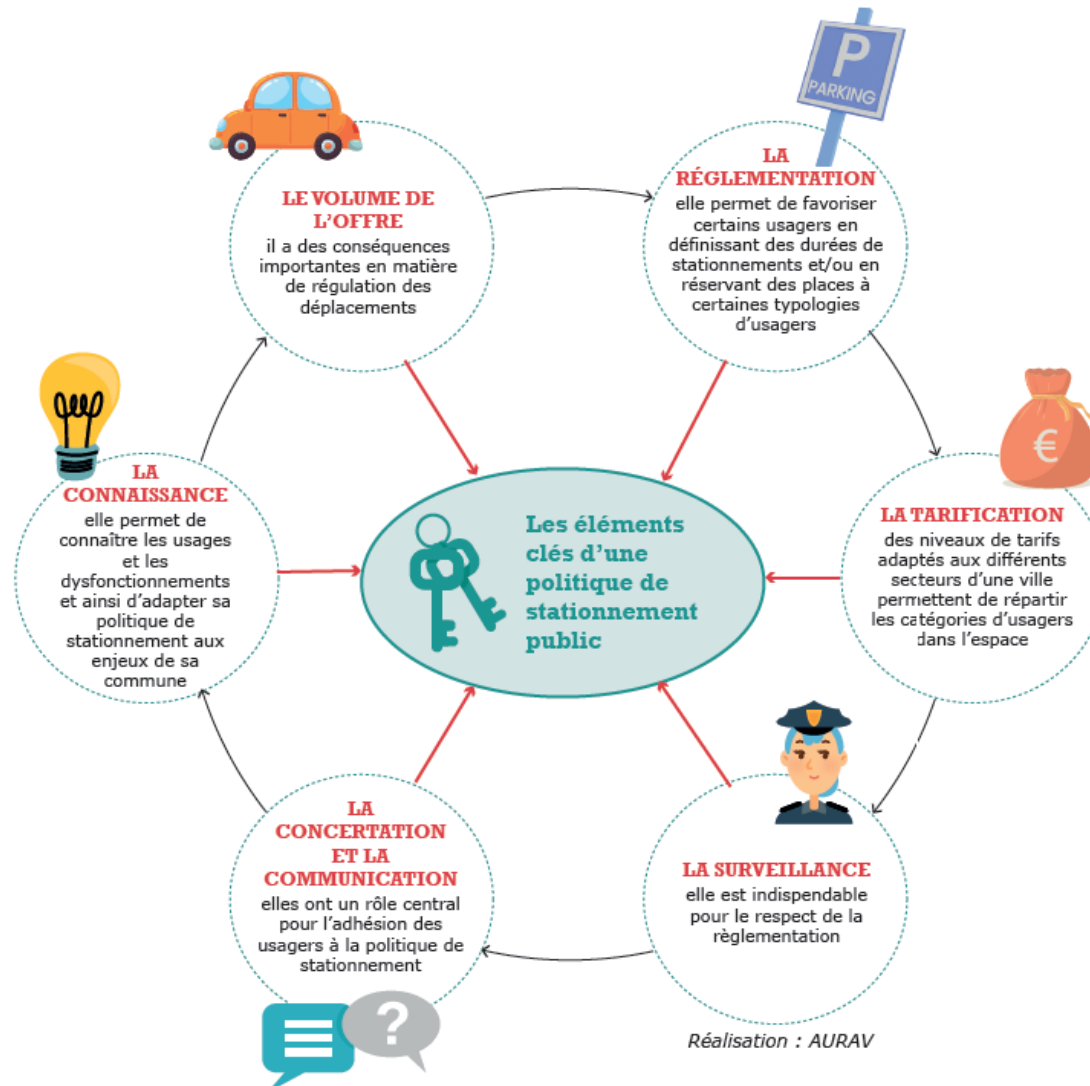 P
PARKING
LE VOLUME DE
L'OFFRE
il a des conséquences
importantes en matière
de régulation des
déplacements
LA
RÉGLEMENTATION
elle permet de favoriser
certains usagers en
définissant des durées de
stationnements et/ou en
réservant des places à
certaines typologies
d'usagers
LA
CONNAISSANCE
elle permet de
connaître les usages
et les
dysfonctionnements
et ainsi d'adapter sa
politique de
stationnement aux
enjeux de sa
commune
Les éléments
clés d'une
politique de
stationnement
public
€
LA TARIFICATION
des niveaux de tarifs
adaptés aux différents
secteurs d'une ville
permettent de répartir
les catégories d'usagers
dans l'espace
LA
CONCERTATION
ET LA
COMMUNICATION
elles ont un rôle central
pour l'adhésion des
usagers à la politique de
stationnement
?
LA SURVEILLANCE
elle est indispendable
pour le respect de la
règlementation
Réalisation : AURAV